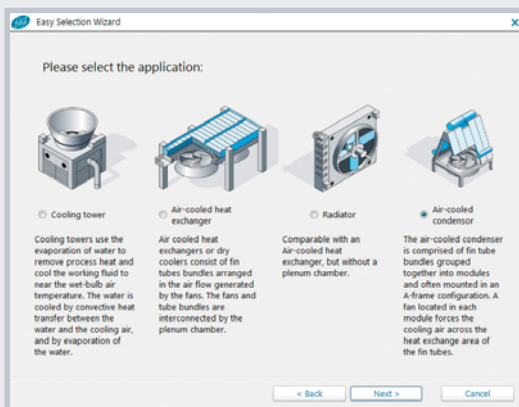 Easy Selection Wizard
Please select the application:
Cooling tower
Cooling towers use the
evaporation of water to
remove process heat and
cool the working fluid to
near the wet-bulb air
temperature. The water is
cooled by convective heat
transfer between the
water and the cooling air,
and by evaporation of
the water.
Air-cooled heat
exchanger
Air cooled heat
exchangers or dry
coolers consist of fin
tubes bundles arranged
in the air flow generated
by the fans. The fans and
tube bundles are
interconnected by the
plenum chamber.
Radiator
Comparable with an
Air-cooled heat
exchanger, but without a
plenum chamber.
Air-cooled
condensor
The air-cooled condenser
is comprised of fin tube
bundles grouped
together into modules
and often mounted in an
A-frame configuration. A
fan located in each
module forces the
cooling air across the
heat exchange area of
the fin tubes.
< Back
Next >
Cancel